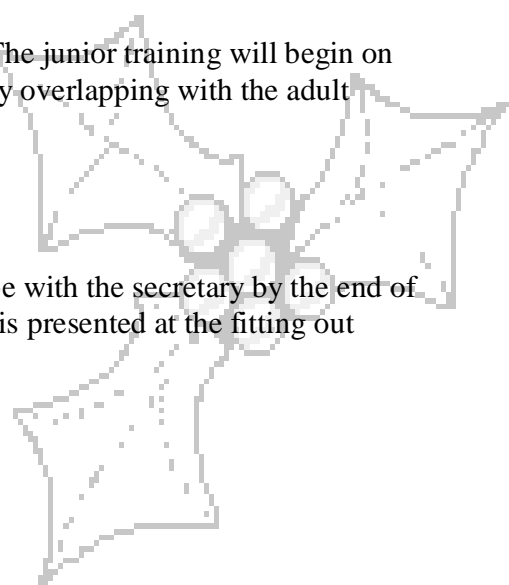 The junior training will begin on
y overlapping with the adult
e with the secretary by the end of
is presented at the fitting out